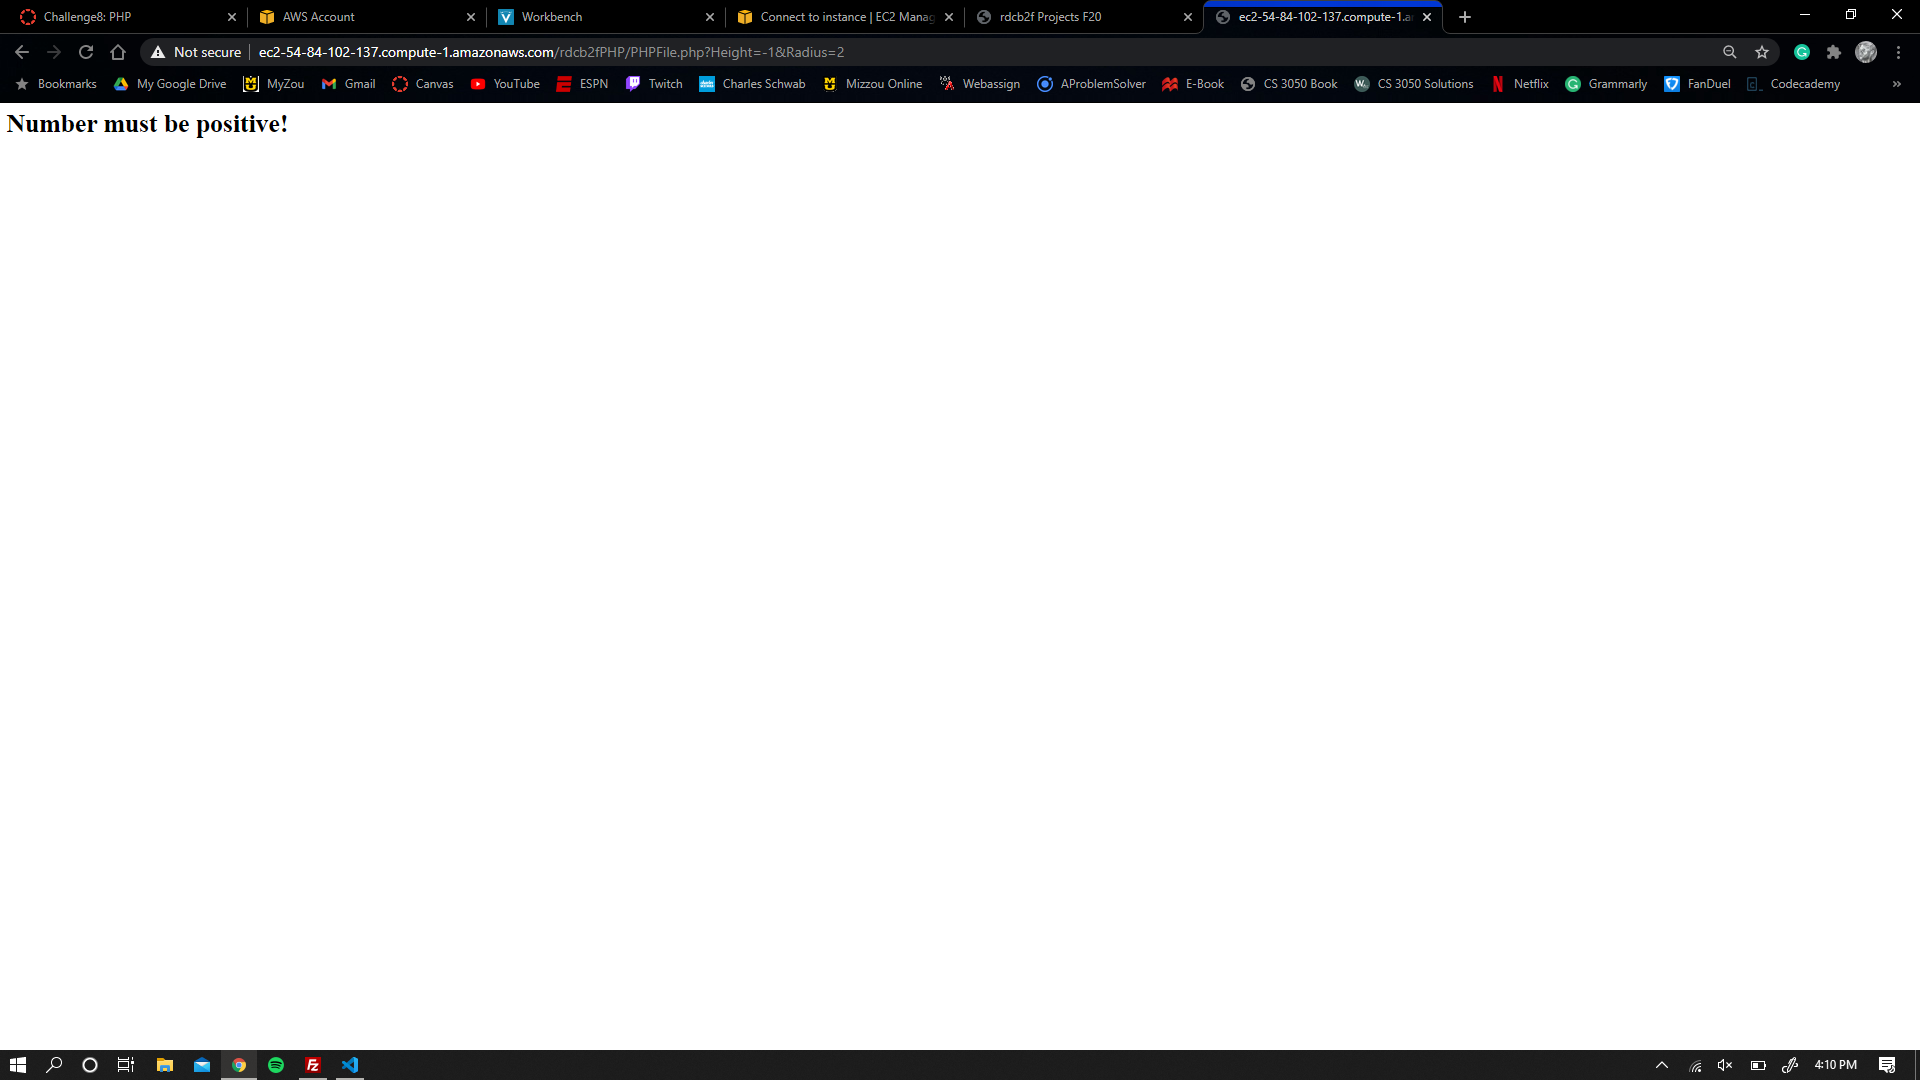 Challenge8: PHP
AWS Account
Workbench
Connect to instance | EC2 Manag
rdcb2f Projects F20
ec2-54-84-102-137.compute-1.a
Not secure
ec2-54-84-102-137.compute-1.amazonaws.com/rdcb2fPHP/PHPFile.php?Height=-1&Radius=2
Bookmarks
My Google Drive
MyZou
Gmail
Canvas
YouTube
ESPN
Twitch
Charles Schwab
Mizzou Online
Webassign
AProblemSolver
E-Book
CS 3050 Book
CS 3050 Solutions
Netflix
Grammarly
FanDuel
Codecademy
»
Number must be positive!
4:10 PM